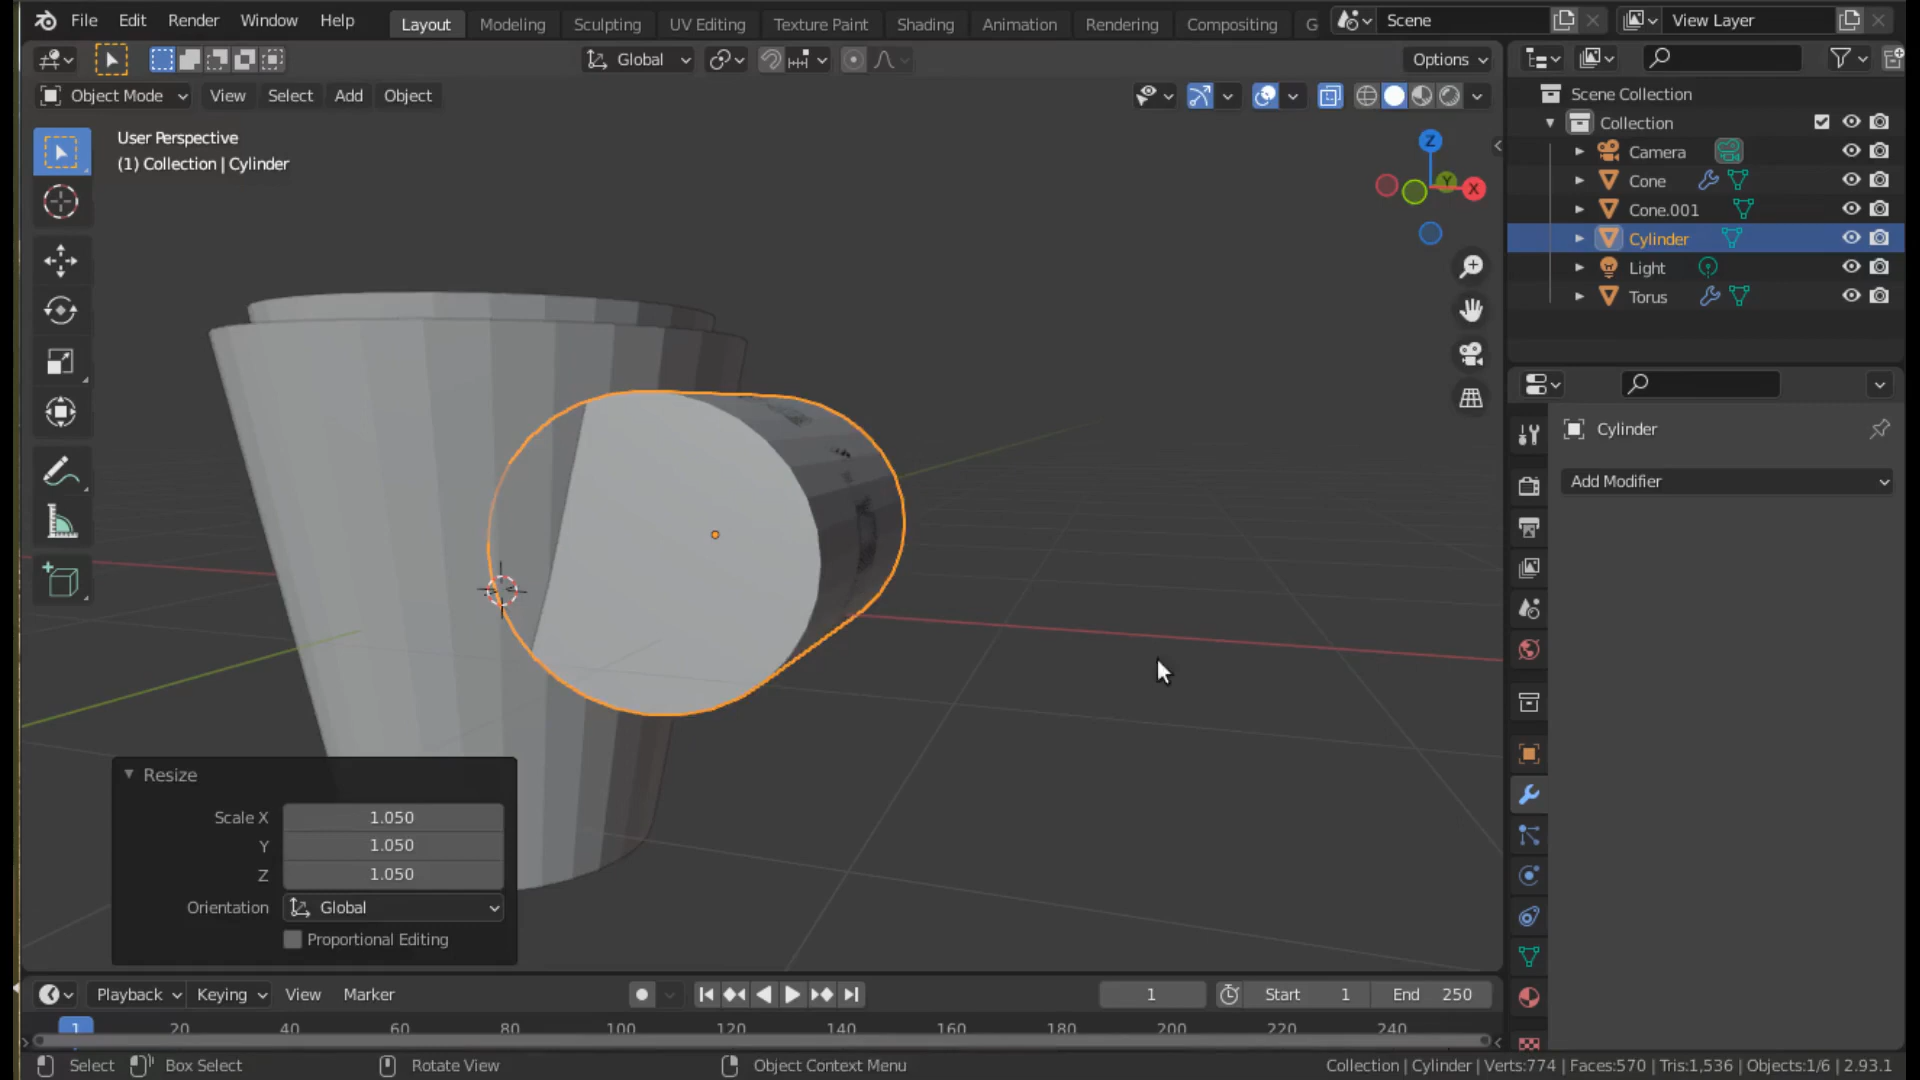 File Edit Render Window Help Layout Modeling Sculpting UV Editing Texture Paint Shading Animation Rendering Compositing G Scene View Layer
Global Options
Object Mode View Select Add Object
User Perspective
(1) Collection | Cylinder
Z
Y
X
Scene Collection
Collection
Camera
Cone
Cone.001
Cylinder
Light
Torus
Cylinder
Add Modifier
Resize
Scale X 1.050
Y 1.050
Z 1.050
Orientation Global
Proportional Editing
Playback Keying View Marker 1 Start 1 End 250
1 20 40 60 80 100 120 140 160 180 200 220 240
Select Box Select Rotate View Object Context Menu Collection | Cylinder | Verts:774 | Faces:570 | Tris:1,536 | Objects:1/6 | 2.93.1